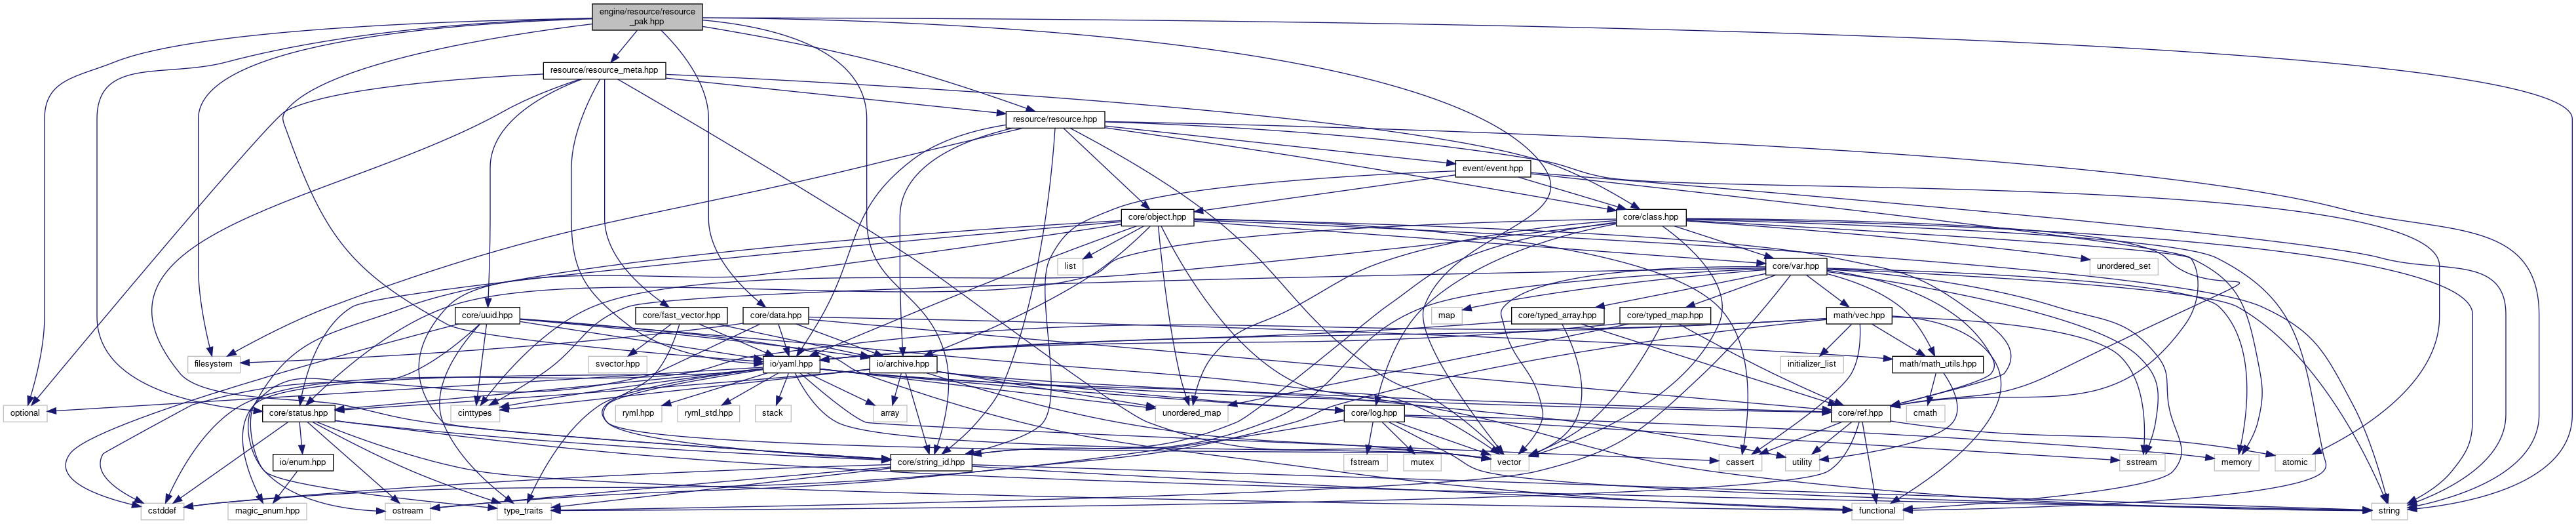 engine/resource/resource
_pak.hpp
resource/resource_meta.hpp
resource/resource.hpp
event/event.hpp
core/object.hpp
core/class.hpp
list
core/var.hpp
unordered_set
core/uuid.hpp
core/fast_vector.hpp
core/data.hpp
map
core/typed_array.hpp
core/typed_map.hpp
math/vec.hpp
filesystem
svector.hpp
io/yaml.hpp
io/archive.hpp
initializer_list
math/math_utils.hpp
optional
core/status.hpp
cinttypes
ryml.hpp
ryml_std.hpp
stack
array
unordered_map
core/log.hpp
core/ref.hpp
cmath
io/enum.hpp
core/string_id.hpp
fstream
mutex
vector
cassert
utility
sstream
memory
atomic
cstddef
magic_enum.hpp
ostream
type_traits
functional
string